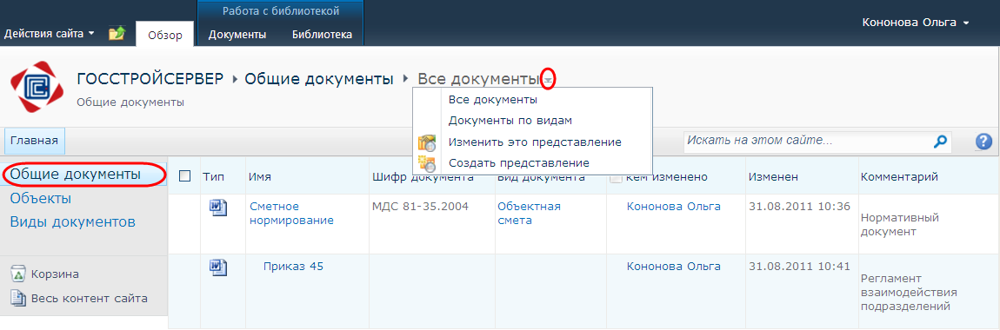 Работа с библиотекой
Действия сайта Обзор Документы Библиотека Кононова Ольга
ГОССТРОЙСЕРВЕР Общие документы Все документы
Общие документы
Все документы
Документы по видам
Изменить это представление
Создать представление
Главная
Искать на этом сайте...
Общие документы
Объекты
Виды документов
Корзина
Весь контент сайта
Тип Имя Шифр документа Вид документа Кем изменено Изменен Комментарий
Сметное нормирование МДС 81-35.2004 Объектная смета Кононова Ольга 31.08.2011 10:36 Нормативный документ
Приказ 45 Кононова Ольга 31.08.2011 10:41 Регламент взаимодействия подразделений